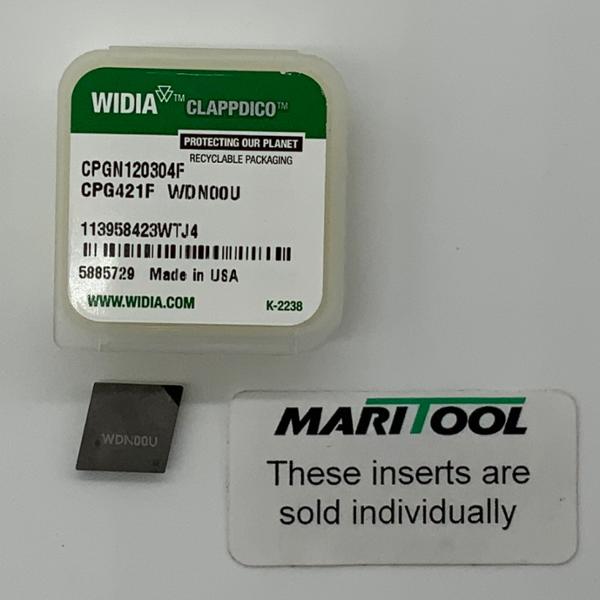 WIDIA™ CLAPPDICO™
PROTECTING OUR PLANET
RECYCLABLE PACKAGING
CPGN120304F
CPG421F WDN00U
113958423WTJ4
5885729 Made in USA
WWW.WIDIA.COM K-2238
WDN00U
MARITOOL
These inserts are
sold individually